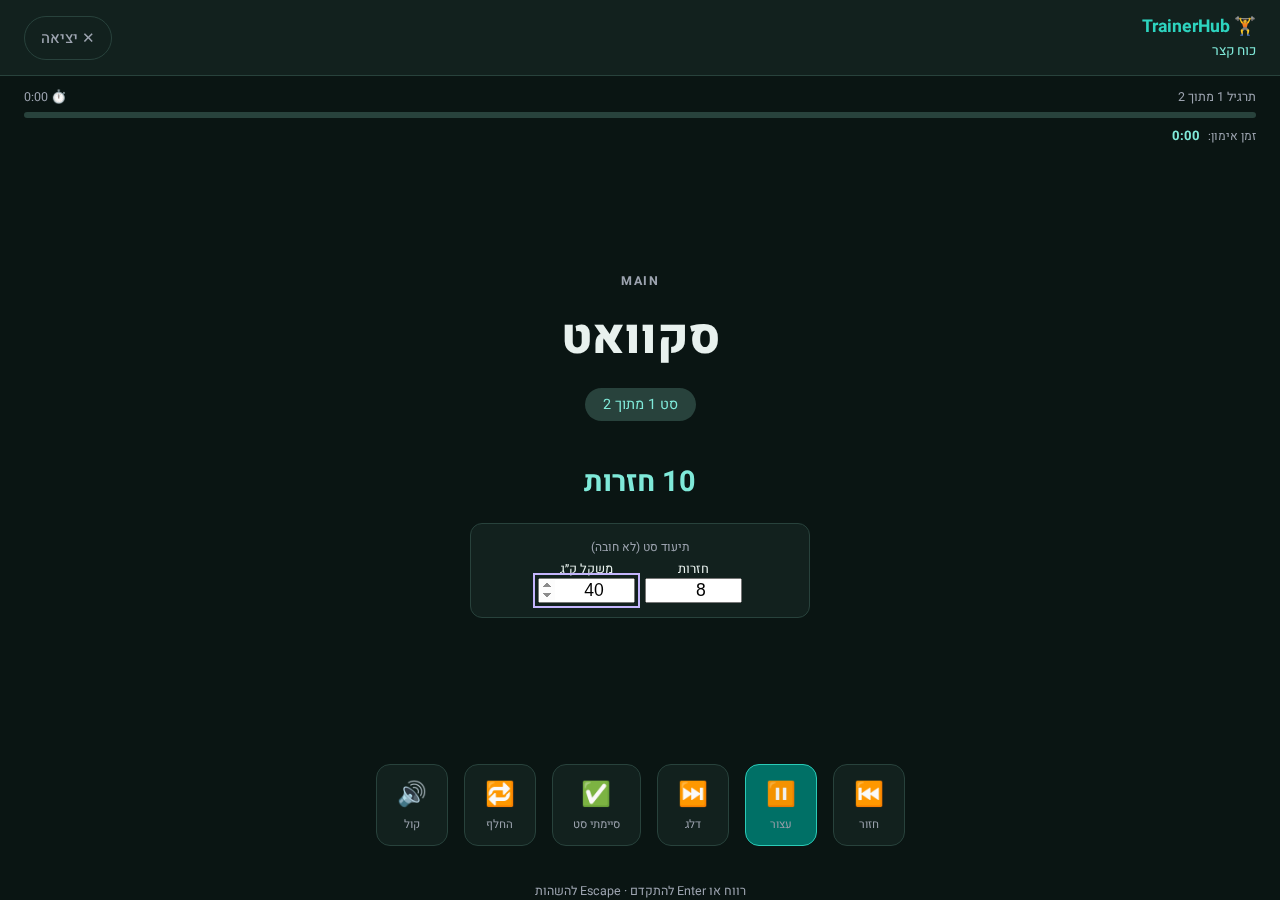 TrainerHub
כוח קצר
✕ יציאה
תרגיל 1 מתוך 2
0:00
זמן אימון: 0:00
MAIN
סקוואט
סט 1 מתוך 2
10 חזרות
תיעוד סט (לא חובה)
חזרות
משקל ק״ג
8
40
חזור
עצור
דלג
סיימתי סט
החלף
קול
רווח או Enter להתקדם · Escape להשהות